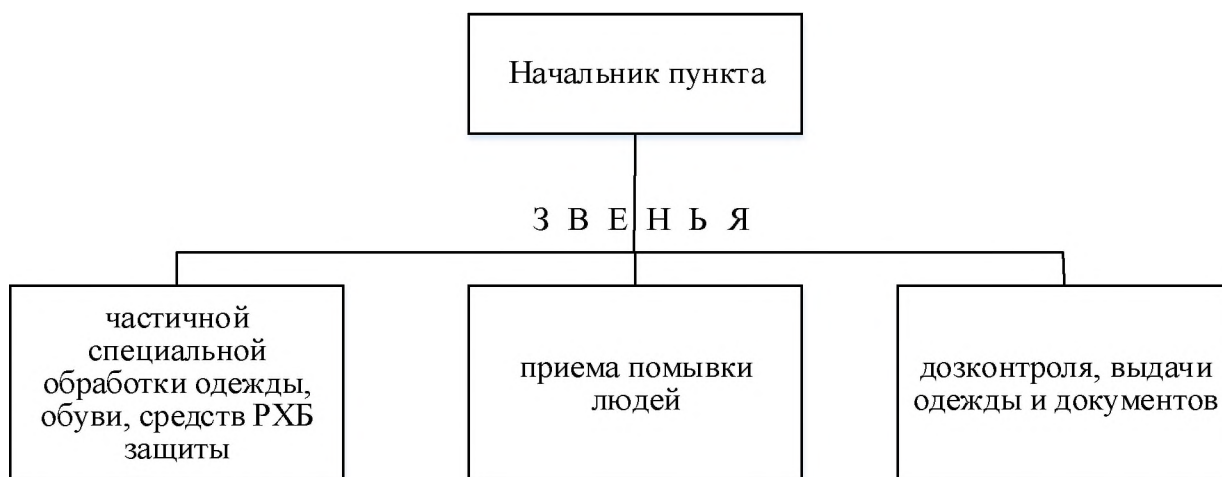 Начальник пункта
З В Е Н Ь Я
частичной
специальной
обработки одежды,
обуви, средств РХБ
защиты
приема помывки
людей
дозконтроля, выдачи
одежды и документов